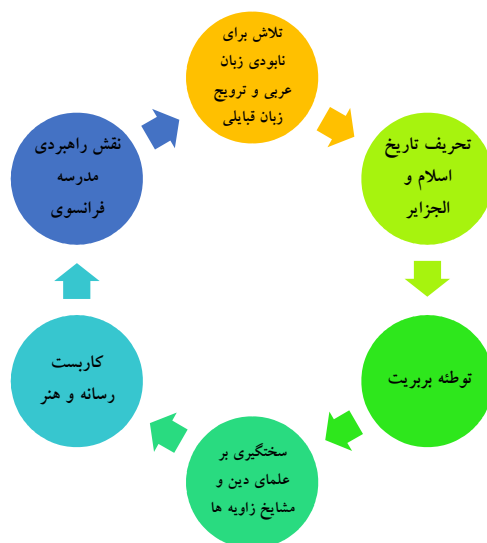 تلاش برای
نابودی زبان
عربی و ترویج
زبان قبایلی
تحریف تاریخ
اسلام و
الجزایر
توطئه بربریت
سختگیری بر
علمای دین و
مشایخ زاویه ها
کاربست
رسانه و هنر
نقش راهبردی
مدرسه
فرانسوی